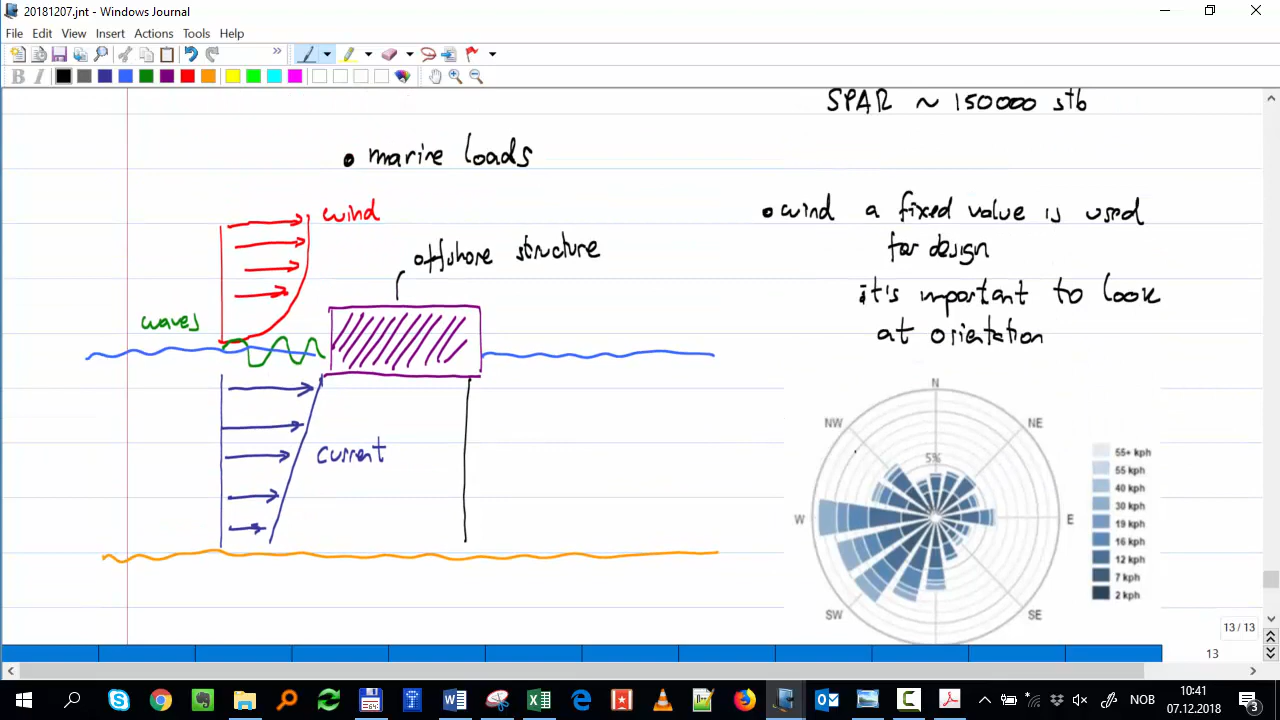 20181207.jnt - Windows Journal
File Edit View Insert Actions Tools Help
B I
SPAR ~ 150000 stb
• marine loads
wind
offshore structure
waves
current
• wind a fixed value is used
for design
it's important to look
at orientation
N
NW NE
5%
W E
SW SE
55+ kph
55 kph
40 kph
30 kph
19 kph
16 kph
12 kph
7 kph
2 kph
13 / 13
13
NOB
10:41
07.12.2018
3